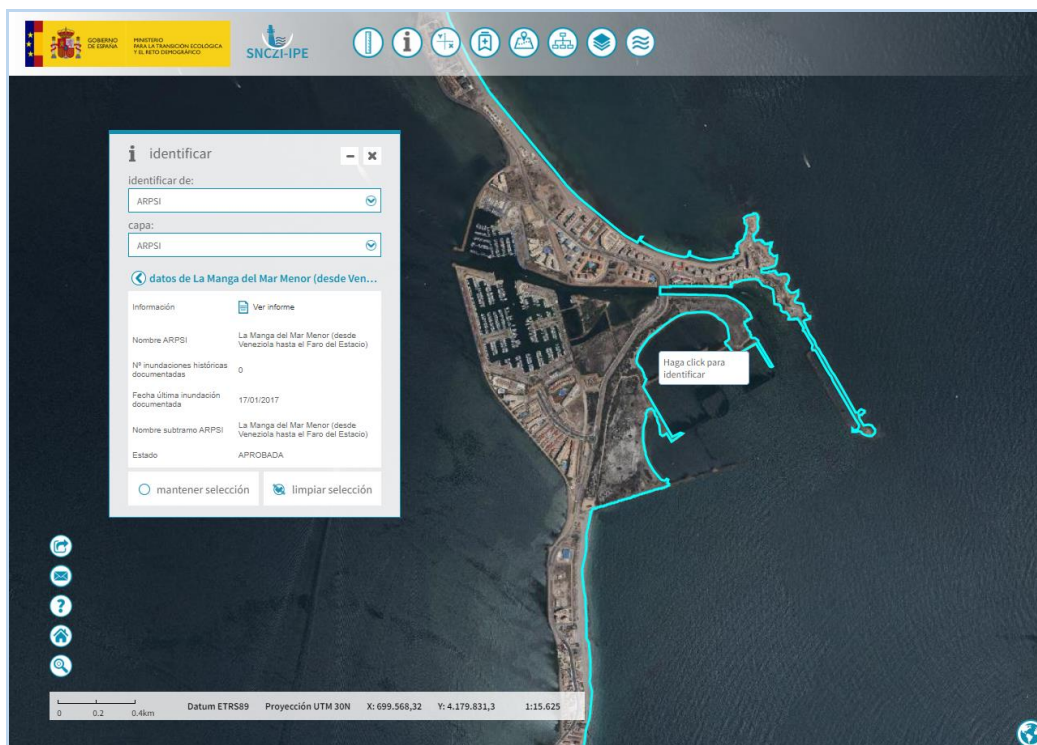 GOBIERNO
DE ESPAÑA
MINISTERIO
PARA LA TRANSICIÓN ECOLÓGICA
Y EL RETO DEMOGRÁFICO
SNCZI-IPE
identificar
identificar de:
ARPSI
capa:
ARPSI
datos de La Manga del Mar Menor (desde Ven...
Información Ver informe
Nombre ARPSI La Manga del Mar Menor (desde
Veneziola hasta el Faro del Estacio)
Nº inundaciones históricas
documentadas 0
Fecha última inundación
documentada 17/01/2017
Nombre subtramo ARPSI La Manga del Mar Menor (desde
Veneziola hasta el Faro del Estacio)
Estado APROBADA
mantener selección limpiar selección
Haga click para
identificar
0 0,2 0.4km Datum ETRS89 Proyección UTM 30N X: 699.568,32 Y: 4.179.831,3 1:15.625